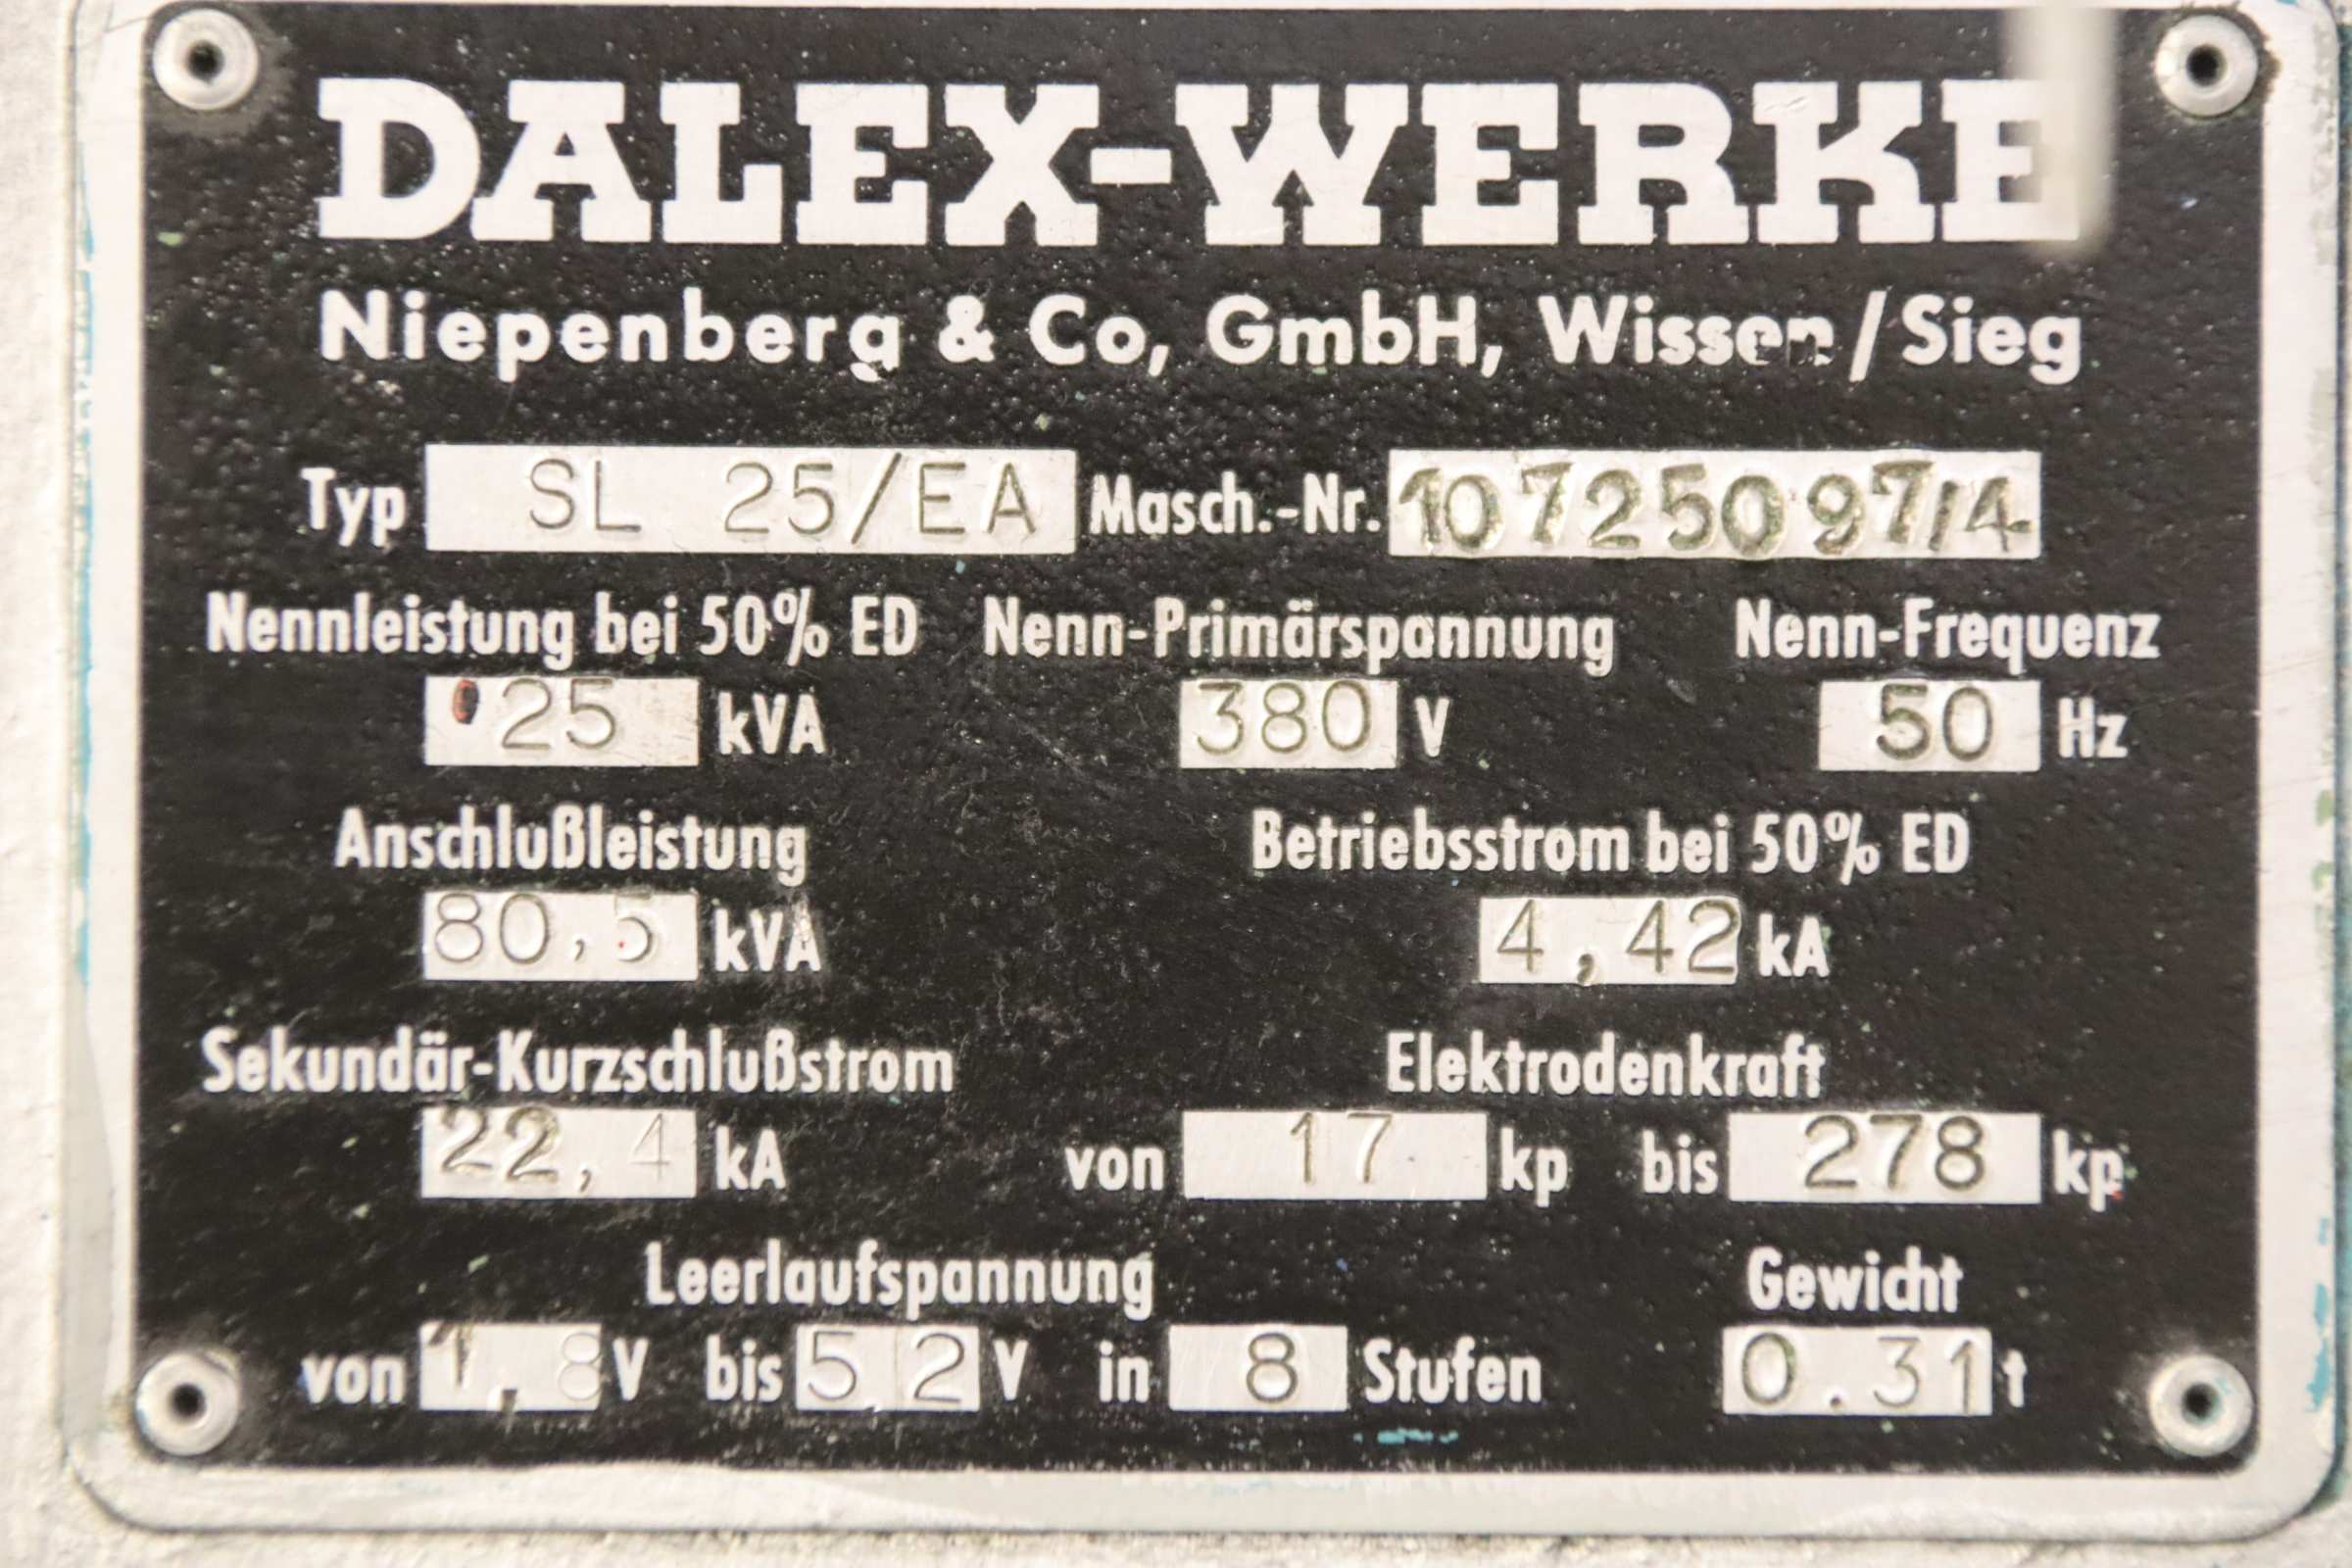 DALEX-WERKE
Niepenberg & Co, GmbH, Wissen/Sieg
Typ SL 25/EA Masch.-Nr. 107250 97/4
Nennleistung bei 50% ED Nenn-Primärspannung Nenn-Frequenz
25 kVA 380 V 50 Hz
Anschlußleistung Betriebsstrom bei 50% ED
80,5 kVA 4,42 kA
Sekundär-Kurzschlußstrom Elektrodenkraft
22,4 kA von 17 kp bis 278 kp
Leerlaufspannung Gewicht
von 1,8 V bis 5 2 V in 8 Stufen 0.31 t